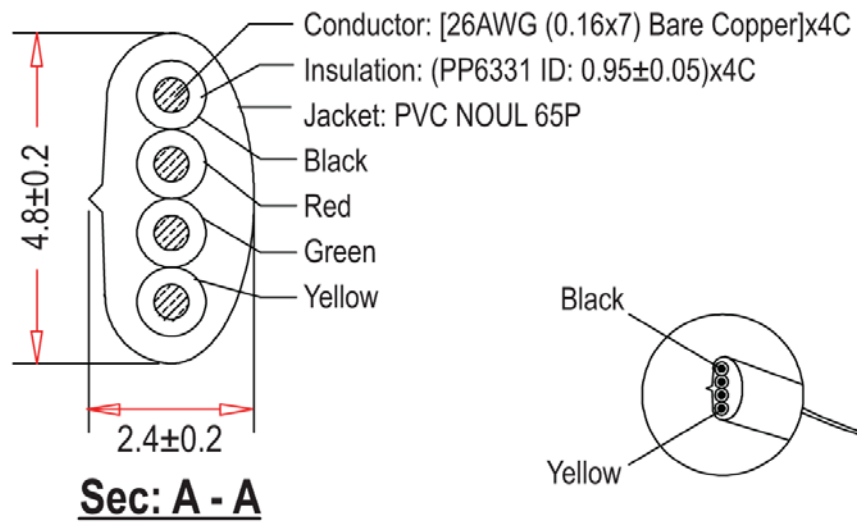 Conductor: [26AWG (0.16x7) Bare Copper]x4C
Insulation: (PP6331 ID: 0.95±0.05)x4C
Jacket: PVC NOUL 65P
Black
Red
Green
Yellow
4.8±0.2
2.4±0.2
Sec: A - A
Black
Yellow